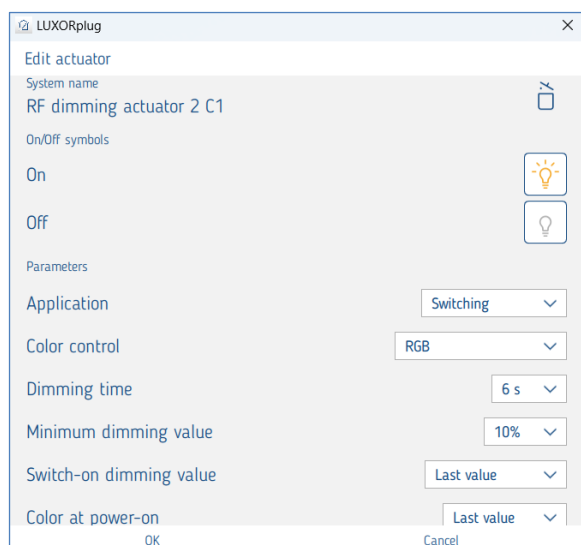 LUXORplug
Edit actuator
System name
RF dimming actuator 2 C1
On/Off symbols
On
Off
Parameters
Application Switching
Color control RGB
Dimming time 6 s
Minimum dimming value 10%
Switch-on dimming value Last value
Color at power-on Last value
OK Cancel